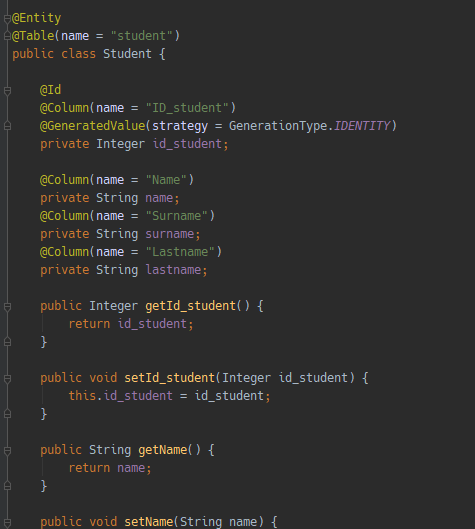 @Entity
@Table(name = "student")
public class Student {
@Id
@Column(name = "ID_student")
@GeneratedValue(strategy = GenerationType.IDENTITY)
private Integer id_student;
@Column(name = "Name")
private String name;
@Column(name = "Surname")
private String surname;
@Column(name = "Lastname")
private String lastname;
public Integer getId_student() {
return id_student;
}
public void setId_student(Integer id_student) {
this.id_student = id_student;
}
public String getName() {
return name;
}
public void setName(String name) {